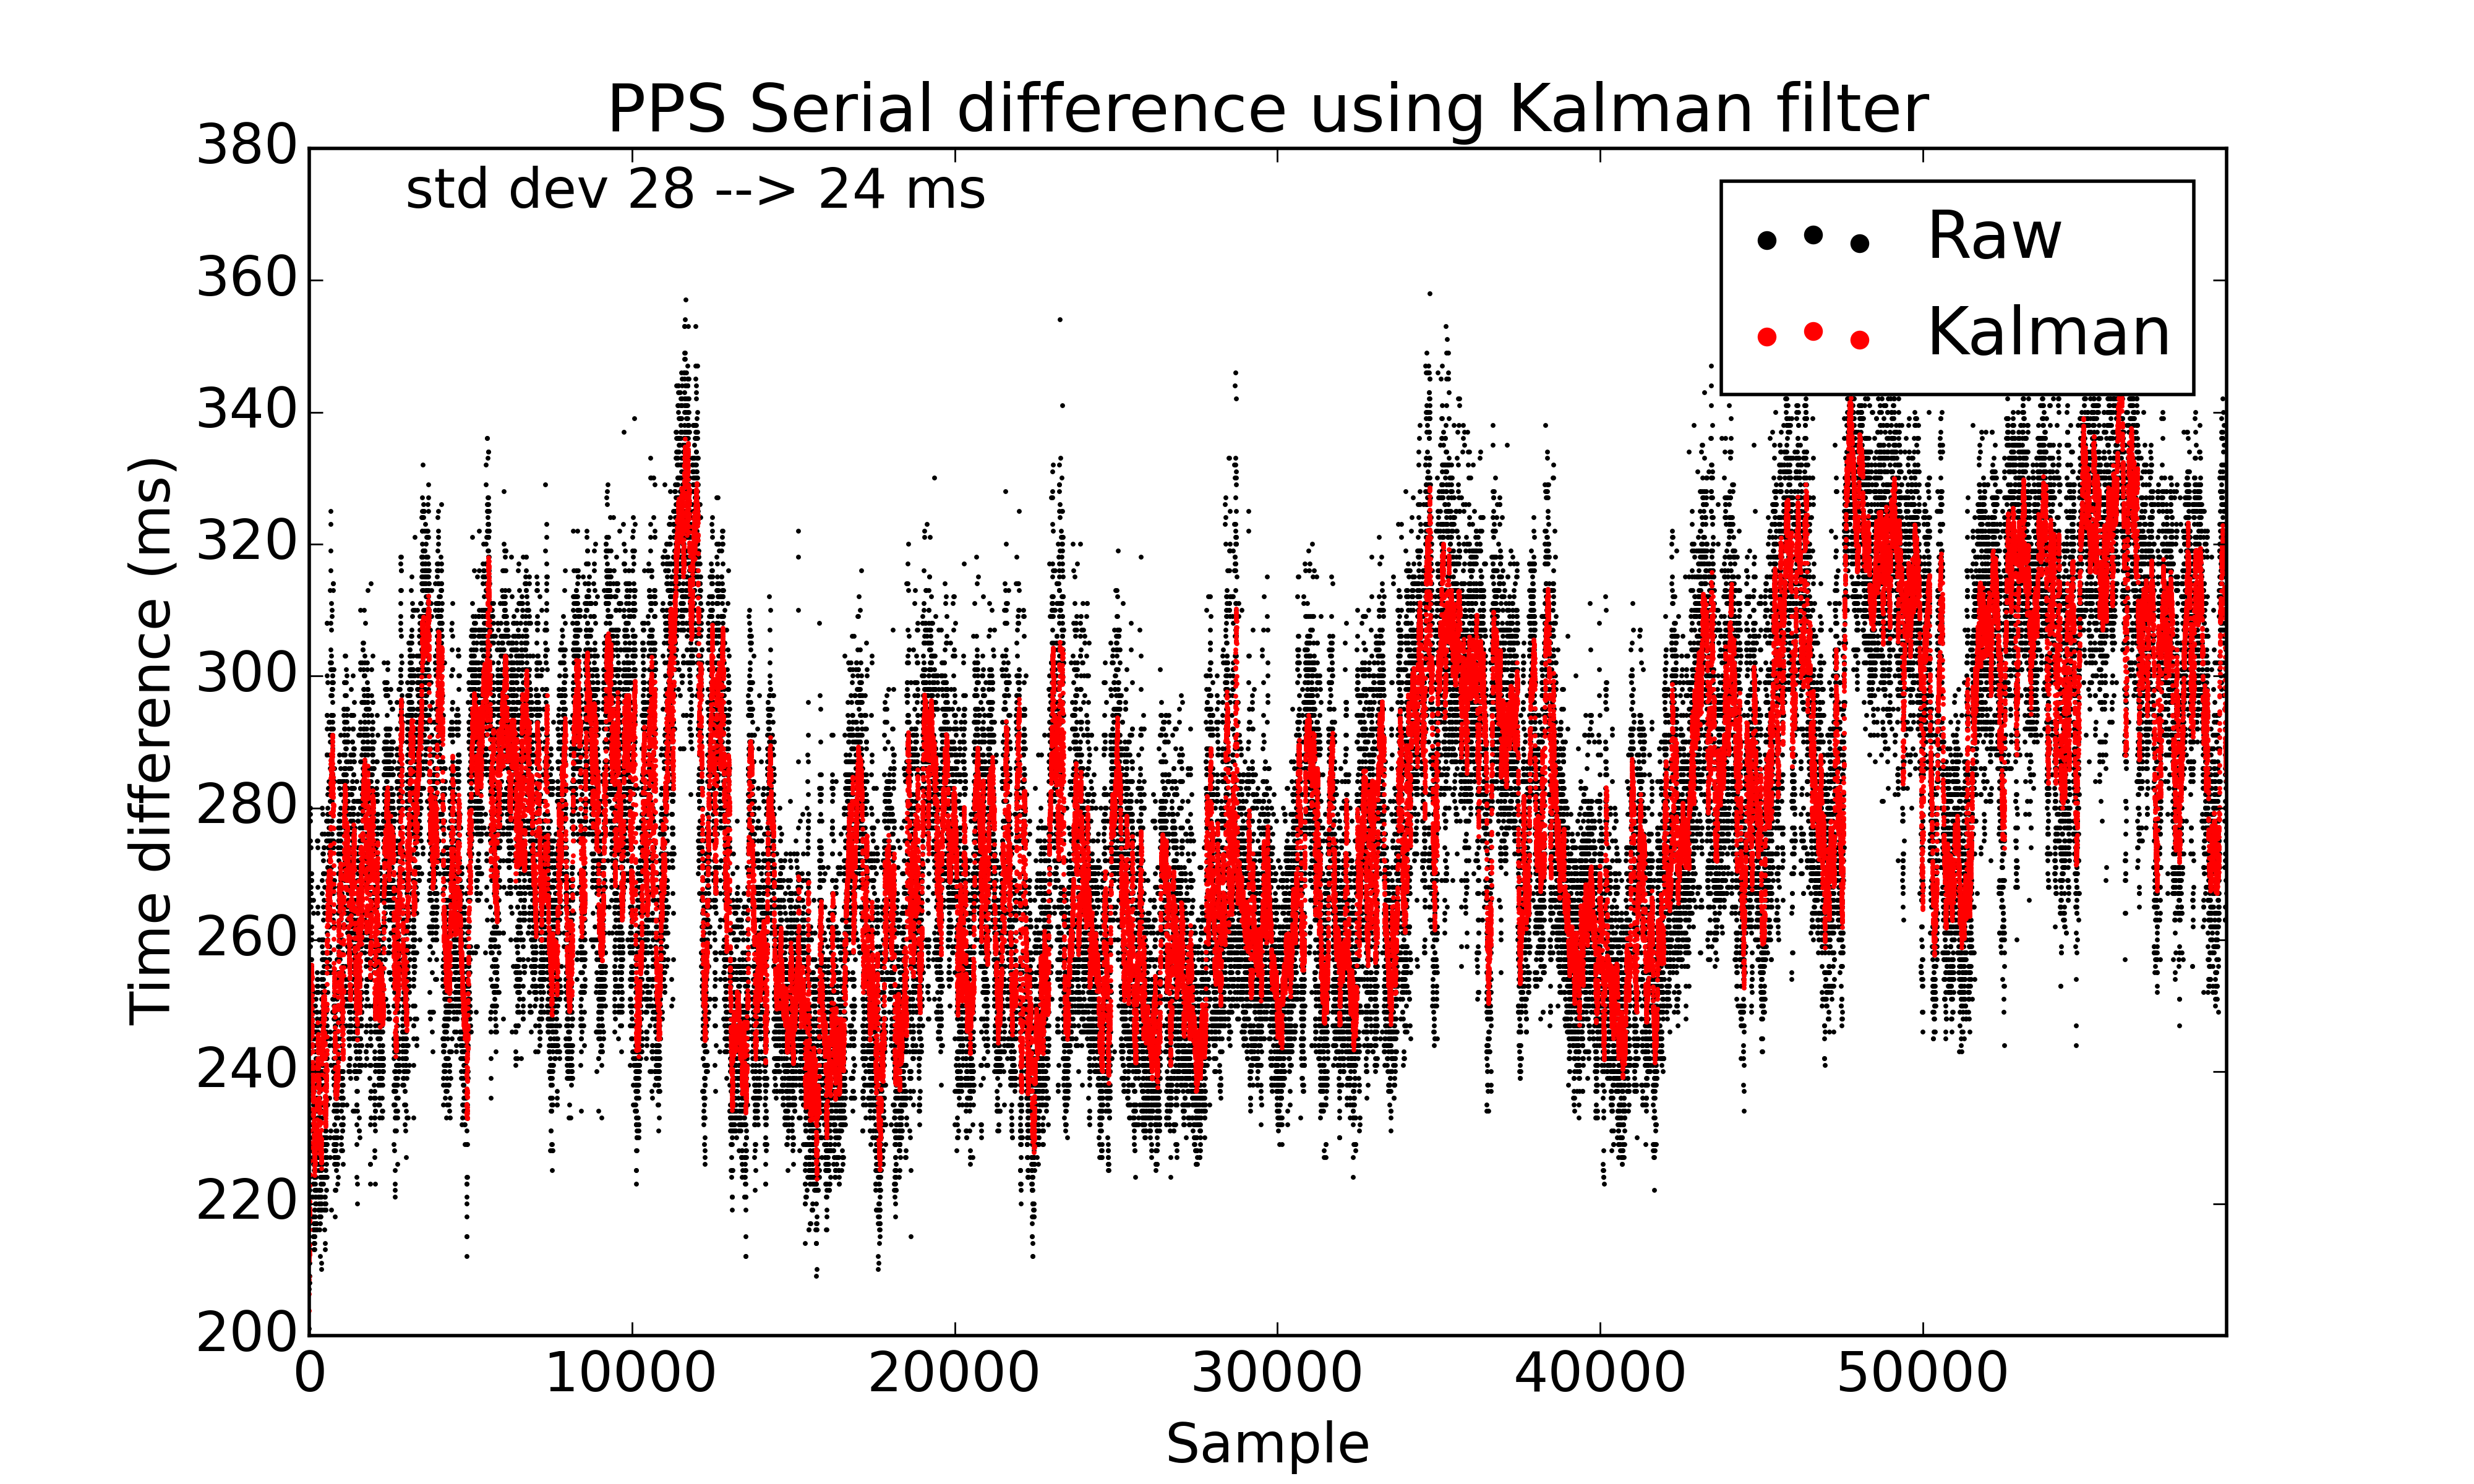 PPS Serial difference using Kalman filter
std dev 28 --> 24 ms
Raw
Kalman
Time difference (ms)
380
360
340
320
300
280
260
240
220
200
0 10000 20000 30000 40000 50000
Sample